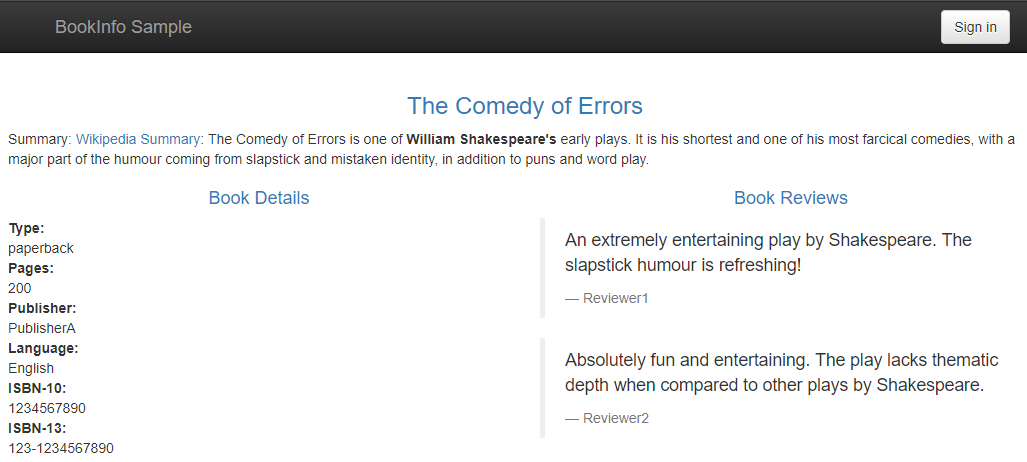 BookInfo Sample
Sign in
The Comedy of Errors
Summary: Wikipedia Summary: The Comedy of Errors is one of William Shakespeare's early plays. It is his shortest and one of his most farcical comedies, with a
major part of the humour coming from slapstick and mistaken identity, in addition to puns and word play.
Book Details
Type:
paperback
Pages:
200
Publisher:
PublisherA
Language:
English
ISBN-10:
1234567890
ISBN-13:
123-1234567890
Book Reviews
An extremely entertaining play by Shakespeare. The
slapstick humour is refreshing!
— Reviewer1
Absolutely fun and entertaining. The play lacks thematic
depth when compared to other plays by Shakespeare.
— Reviewer2